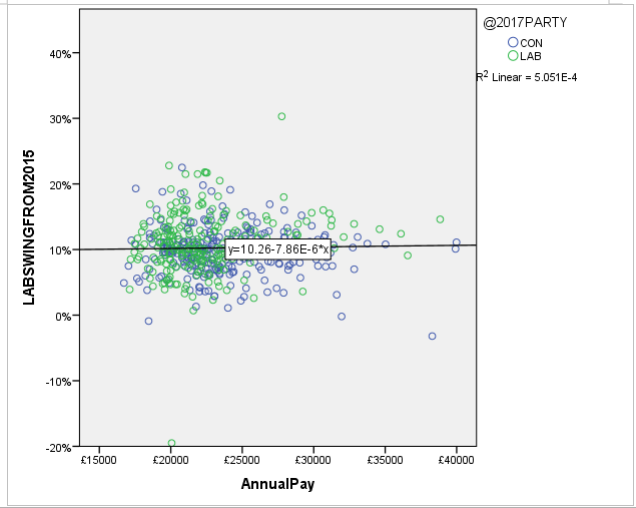 @2017PARTY
CON
LAB
R² Linear = 5.051E-4
40%
30%
20%
10%
0%
-10%
-20%
LABSWINGFROM2015
y=10.26-7.86E-6*x
£15000 £20000 £25000 £30000 £35000 £40000
AnnualPay